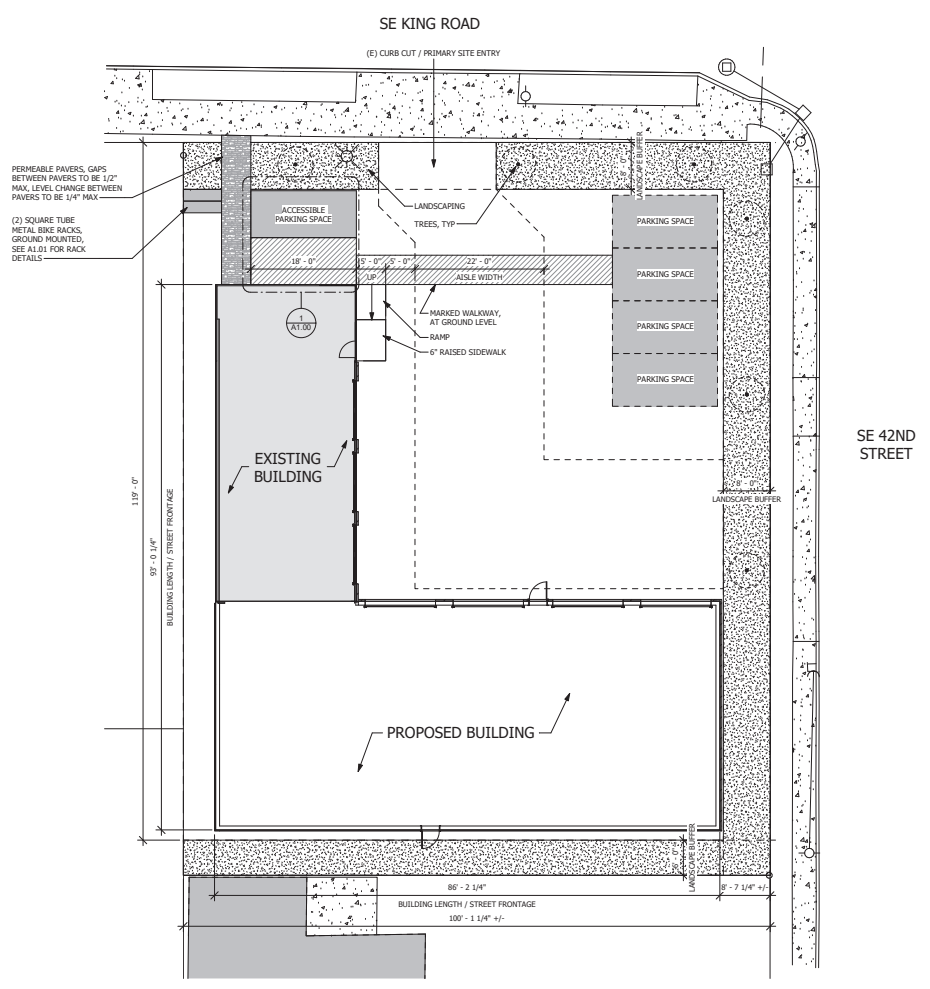 SE KING ROAD
(E) CURB CUT / PRIMARY SITE ENTRY
PERMEABLE PAVERS, GAPS
BETWEEN PAVERS TO BE 1/2"
MAX, LEVEL CHANGE BETWEEN
PAVERS TO BE 1/4" MAX
(2) SQUARE TUBE
METAL BIKE RACKS,
GROUND MOUNTED,
SEE A1.01 FOR RACK
DETAILS
LANDSCAPE BUFFER
ACCESSIBLE
PARKING SPACE
LANDSCAPING
TREES, TYP
PARKING SPACE
PARKING SPACE
PARKING SPACE
PARKING SPACE
18' - 0"
5' - 0"
5' - 0"
22' - 0"
UP
AISLE WIDTH
MARKED WALKWAY,
AT GROUND LEVEL
RAMP
6" RAISED SIDEWALK
1
A1.00
EXISTING
BUILDING
SE 42ND
STREET
8' - 0"
LANDSCAPE BUFFER
119' - 0"
93' - 0 1/4"
BUILDING LENGTH / STREET FRONTAGE
PROPOSED BUILDING
LANDSCAPE BUFFER
86' - 2 1/4"
8' - 7 1/4" +/-
BUILDING LENGTH / STREET FRONTAGE
100' - 1 1/4" +/-